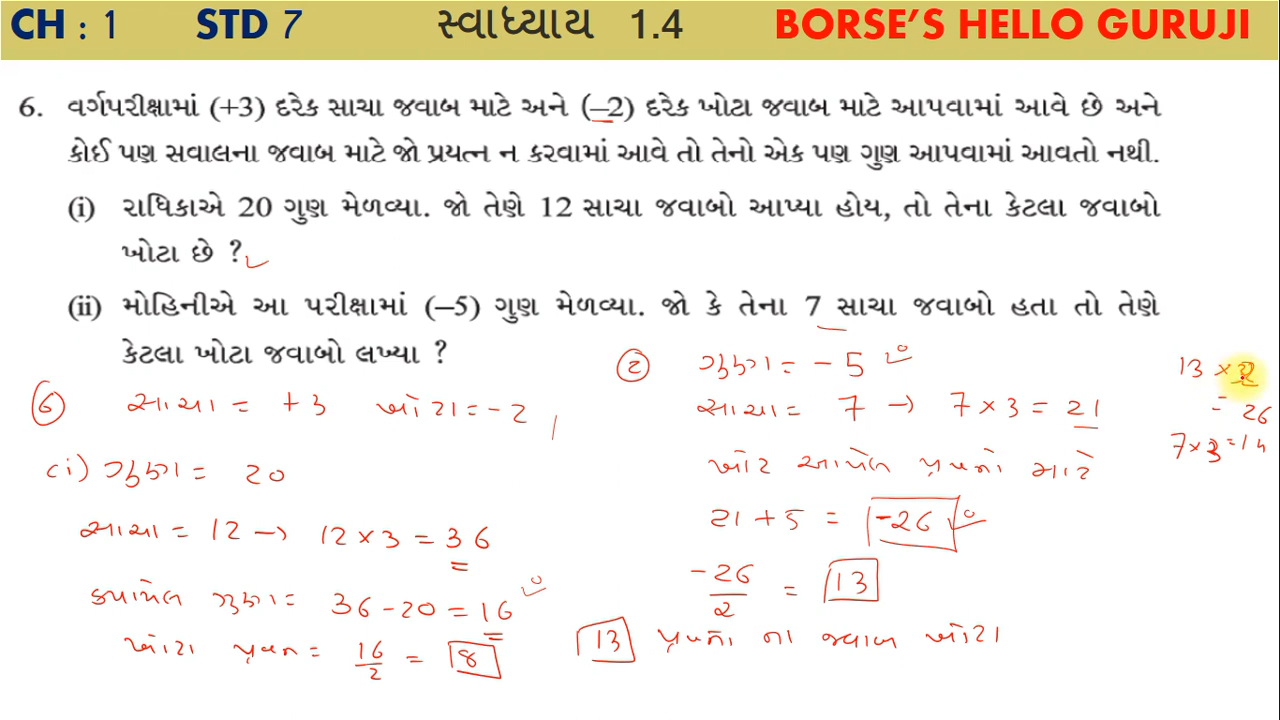 CH : 1 STD 7 સ્વાધ્યાય 1.4 BORSE'S HELLO GURUJI
6. વર્ગપરીક્ષામાં (+3) દરેક સાચા જવાબ માટે અને (–2) દરેક ખોટા જવાબ માટે આપવામાં આવે છે અને
કોઈ પણ સવાલના જવાબ માટે જો પ્રયત્ન ન કરવામાં આવે તો તેનો એક પણ ગુણ આપવામાં આવતો નથી.
(i) રાધિકાએ 20 ગુણ મેળવ્યા. જો તેણે 12 સાચા જવાબો આપ્યા હોય, તો તેના કેટલા જવાબો
ખોટા છે ?
(ii) મોહિનીએ આ પરીક્ષામાં (–5) ગુણ મેળવ્યા. જો કે તેના 7 સાચા જવાબો હતા તો તેણે
કેટલા ખોટા જવાબો લખ્યા ?
6 સાચા = +3 ખોટા = -2
(i) ગુણ = 20
સાચા = 12 → 12 × 3 = 36
કપાયેલ ગુણ = 36 - 20 = 16
ખોટા પ્રશ્ન = 16/2 = 8
2 ગુણ = - 5
સાચા = 7 → 7 × 3 = 21
ખોટ આપેલ પ્રશ્નો માટે
21 + 5 = -26
-26/2 = 13
13 પ્રશ્નો ના જવાબ ખોટા
13 ×
= 26
7 × 3 = 14